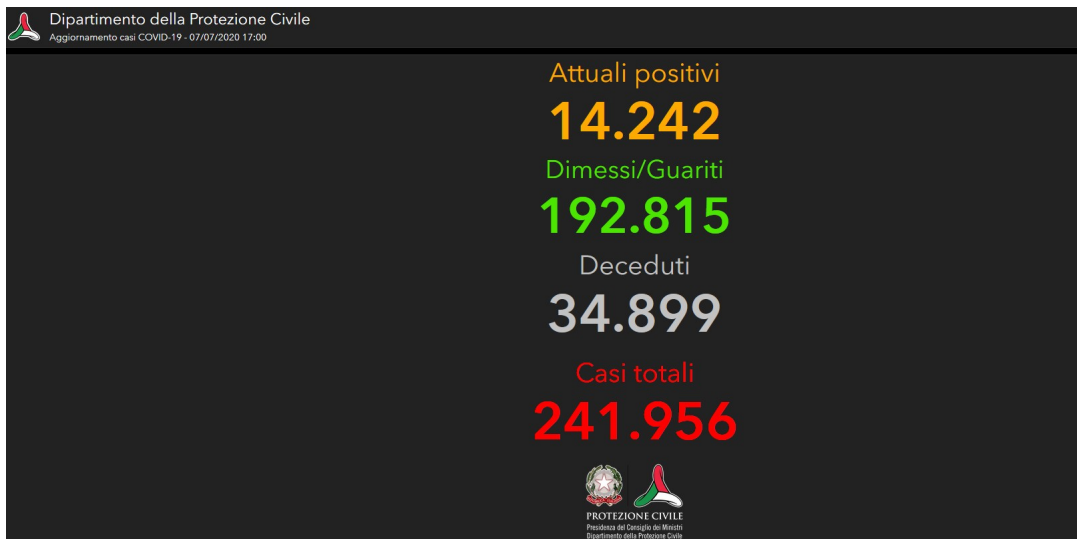 Dipartimento della Protezione Civile
Aggiornamento casi COVID-19 - 07/07/2020 17:00
Attuali positivi
14.242
Dimessi/Guariti
192.815
Deceduti
34.899
Casi totali
241.956
PROTEZIONE CIVILE
Presidenza del Consiglio dei Ministri
Dipartimento della Protezione Civile